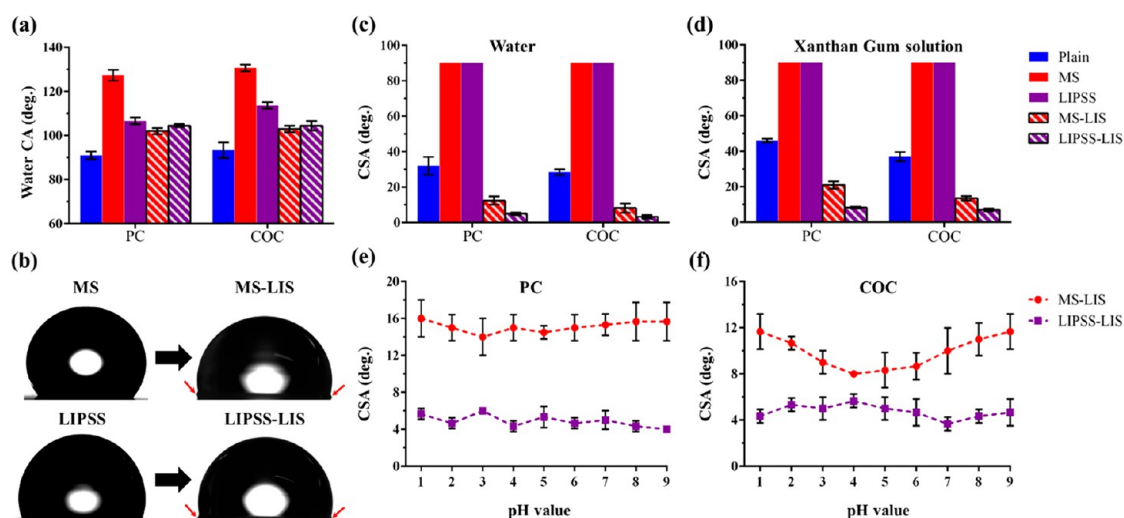 (a)
Water CA (deg.)
140
120
100
80
60
PC
COC
(c)
Water
CSA (deg.)
100
80
60
40
20
0
PC
COC
(d)
Xanthan Gum solution
CSA (deg.)
100
80
60
40
20
0
PC
COC
Plain
MS
LIPSS
MS-LIS
LIPSS-LIS
(b)
MS
MS-LIS
LIPSS
LIPSS-LIS
(e)
PC
CSA (deg.)
20
16
12
8
4
0
1 2 3 4 5 6 7 8 9
pH value
(f)
COC
CSA (deg.)
16
12
8
4
0
1 2 3 4 5 6 7 8 9
pH value
MS-LIS
LIPSS-LIS